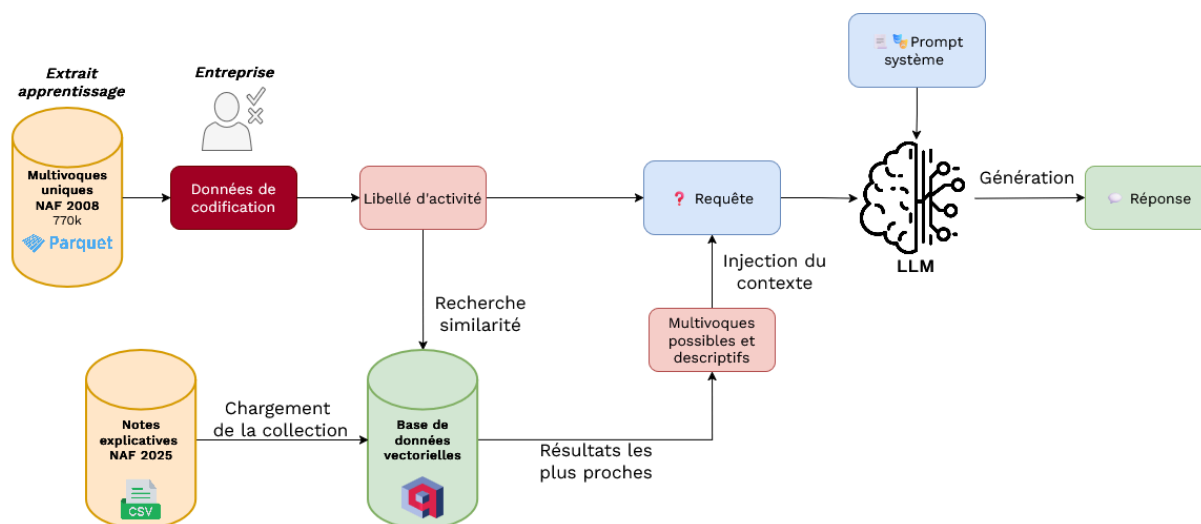 Prompt
système
Extrait
apprentissage
Entreprise
Multivoques
uniques
NAF 2008
770k
Parquet
Données de
codification
Libellé d'activité
? Requête
LLM
Génération
Réponse
Recherche
similarité
Injection du
contexte
Multivoques
possibles et
descriptifs
Notes
explicatives
NAF 2025
CSV
Chargement
de la collection
Base de
données
vectorielles
Résultats les
plus proches